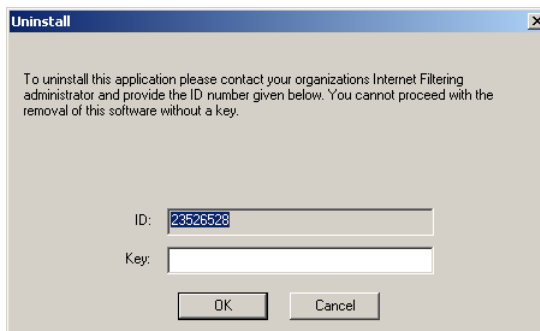 Uninstall
To uninstall this application please contact your organizations Internet Filtering
administrator and provide the ID number given below. You cannot proceed with the
removal of this software without a key.
ID: 23526528
Key:
OK Cancel